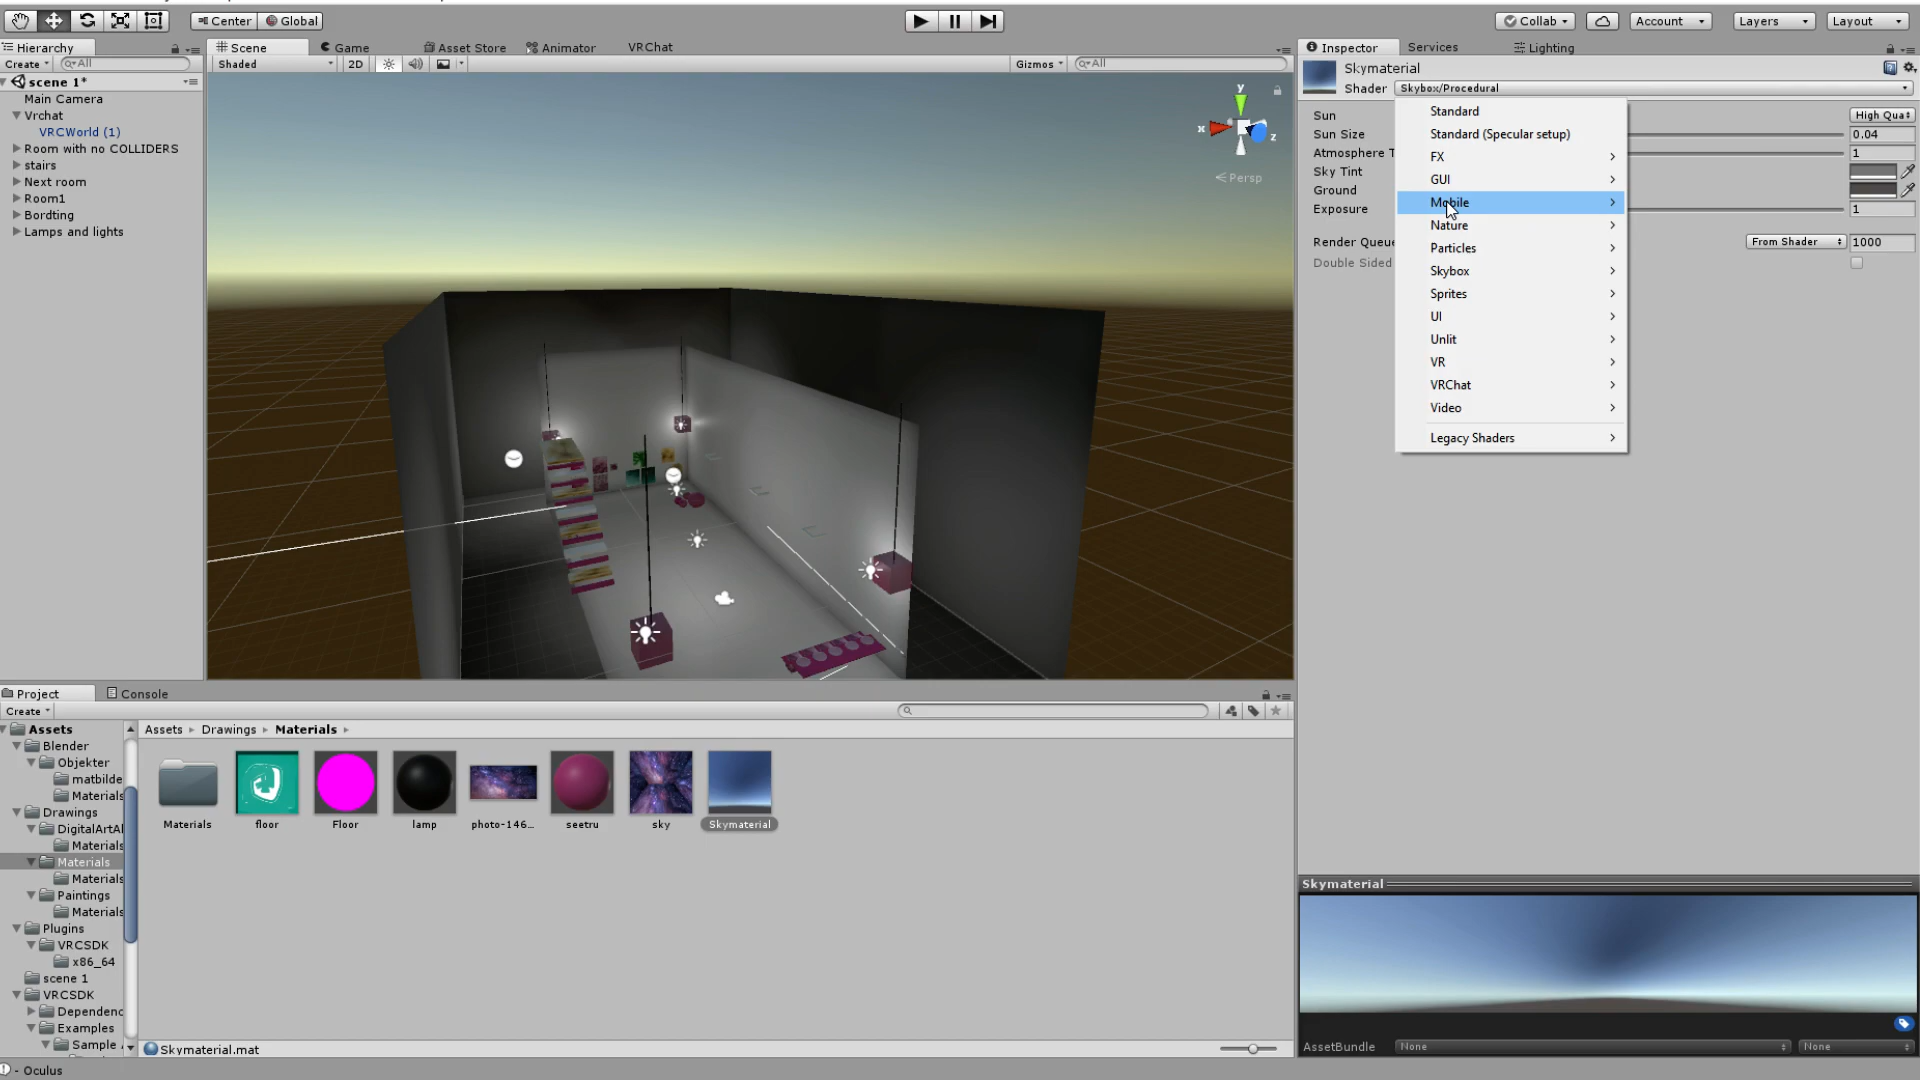 Center Global Collab Account Layers Layout
Hierarchy Scene Game Asset Store Animator VRChat Inspector Services Lighting
Create All Shaded 2D Gizmos All
scene 1*
Main Camera
Vrchat
VRCWorld (1)
Room with no COLLIDERS
stairs
Next room
Room1
Bordting
Lamps and lights
y
x
z
Persp
Skymaterial
Shader Skybox/Procedural
Sun High Qua
Sun Size 0.04
Atmosphere T 1
Sky Tint
Ground
Exposure 1
Render Queue From Shader 1000
Double Sided
Standard
Standard (Specular setup)
FX
GUI
Mobile
Nature
Particles
Skybox
Sprites
UI
Unlit
VR
VRChat
Video
Legacy Shaders
Project Console
Create
Assets
Blender
Objekter
matbilde
Materials
Drawings
DigitalArtAl
Materials
Materials
Materials
Paintings
Materials
Plugins
VRCSDK
x86_64
scene 1
VRCSDK
Dependenc
Examples
Sample
Assets Drawings Materials
Materials floor Floor lamp photo-146... seetru sky Skymaterial
Skymaterial.mat
Skymaterial
AssetBundle None None
- Oculus